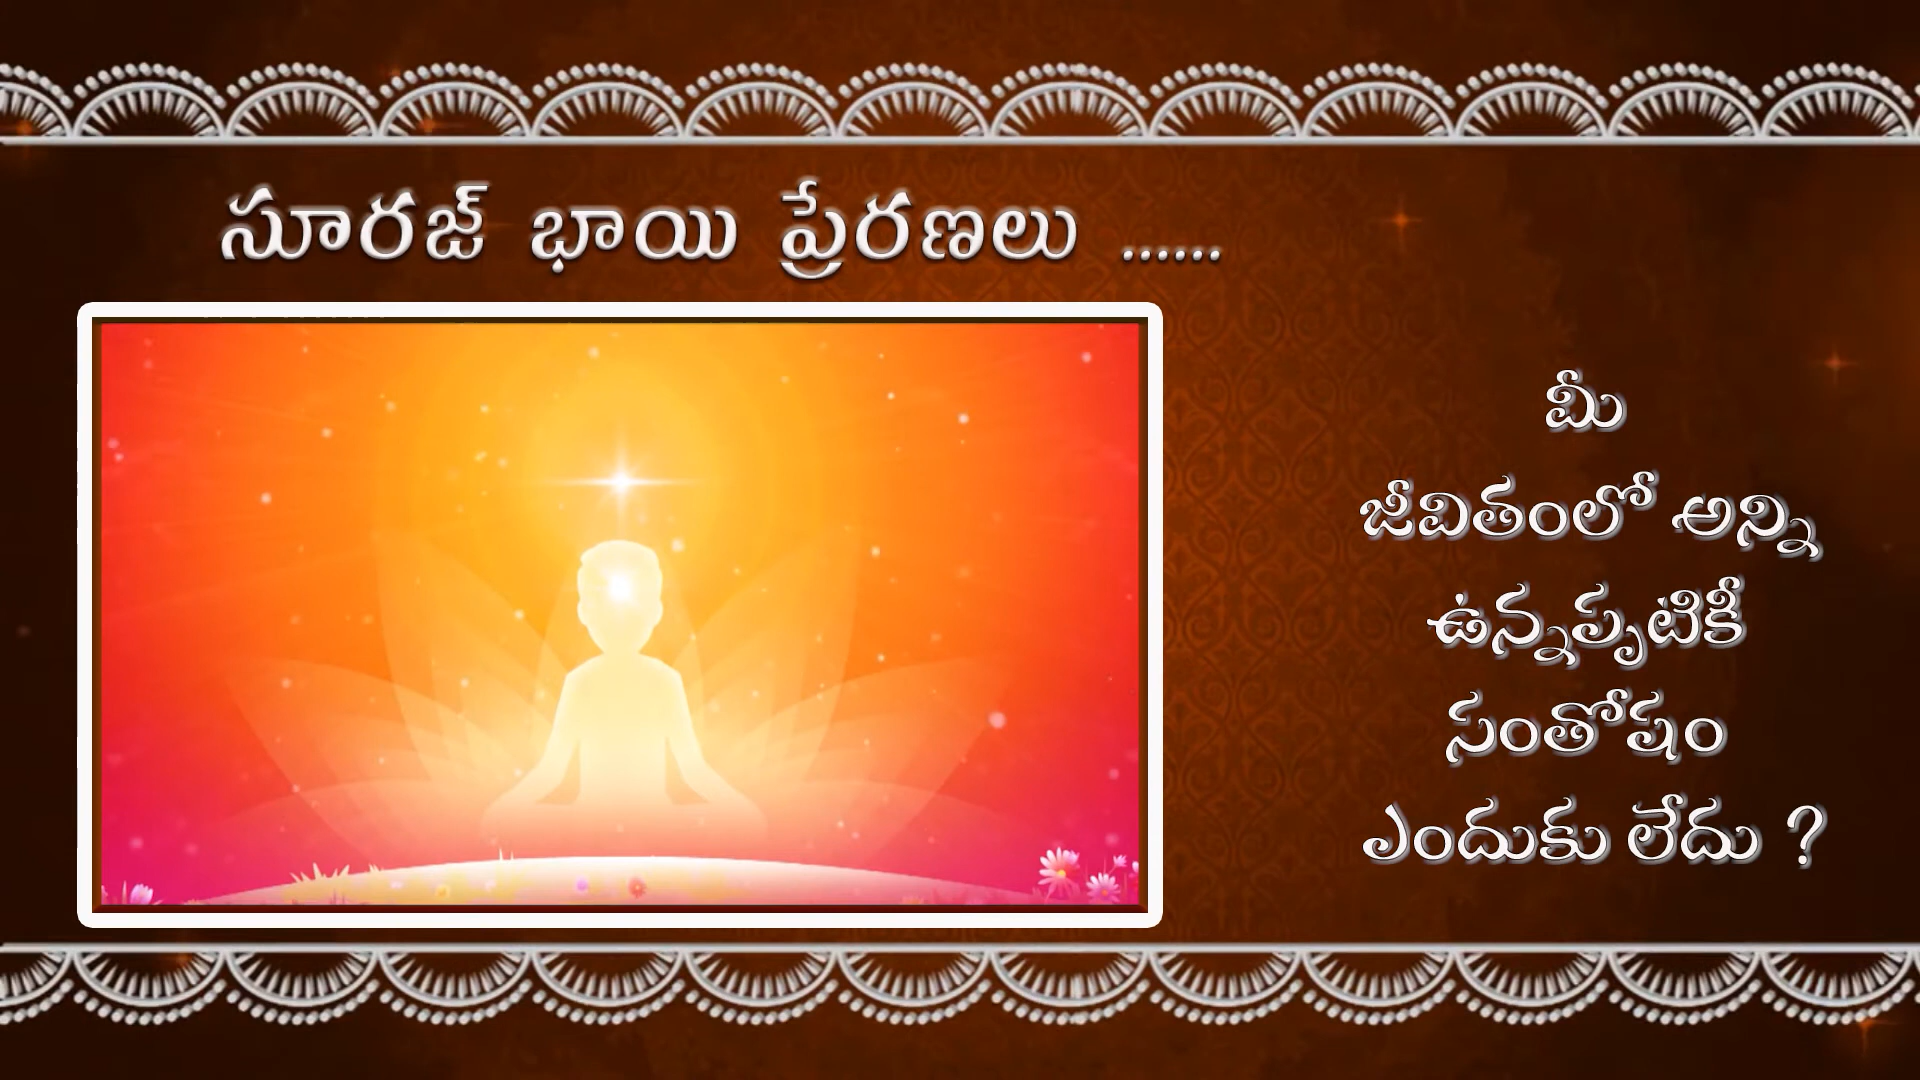 సూరజ్ భాయి ప్రేరణలు ......
మీ
జీవితంలో అన్ని
ఉన్నప్పటికీ
సంతోషం
ఎందుకు లేదు ?